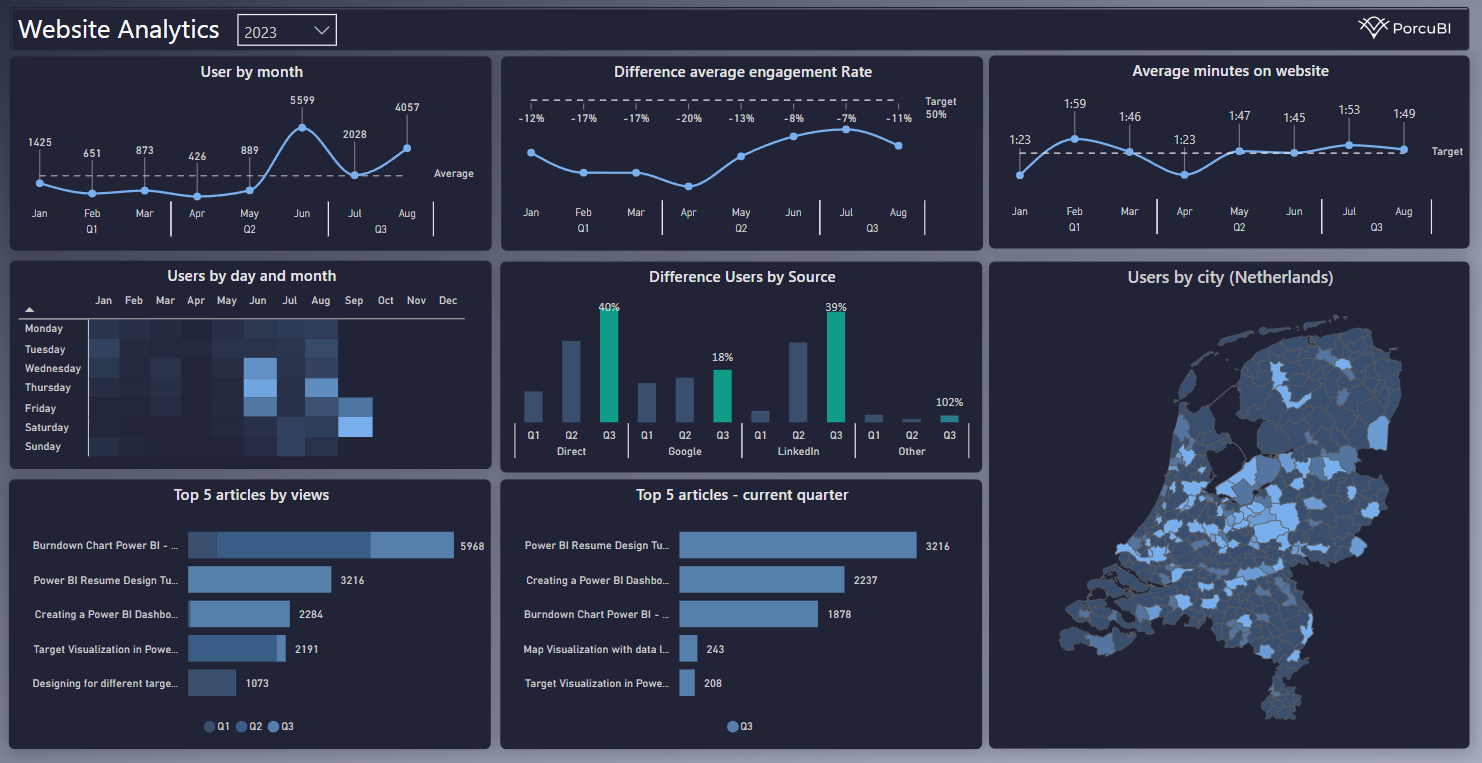 Website Analytics
2023
PorcuBI
User by month
1425
651
873
426
889
5599
2028
4057
Average
Jan Feb Mar Apr May Jun Jul Aug
Q1 Q2 Q3
Difference average engagement Rate
Target
50%
-12% -17% -17% -20% -13% -8% -7% -11%
Jan Feb Mar Apr May Jun Jul Aug
Q1 Q2 Q3
Average minutes on website
1:23
1:59
1:46
1:23
1:47
1:45
1:53
1:49
Target
Jan Feb Mar Apr May Jun Jul Aug
Q1 Q2 Q3
Users by day and month
Jan Feb Mar Apr May Jun Jul Aug Sep Oct Nov Dec
Monday
Tuesday
Wednesday
Thursday
Friday
Saturday
Sunday
Difference Users by Source
40%
18%
39%
102%
Q1 Q2 Q3 Q1 Q2 Q3 Q1 Q2 Q3 Q1 Q2 Q3
Direct Google LinkedIn Other
Users by city (Netherlands)
Top 5 articles by views
Burndown Chart Power BI - ... 5968
Power BI Resume Design Tu... 3216
Creating a Power BI Dashbo... 2284
Target Visualization in Powe... 2191
Designing for different targe... 1073
Q1 Q2 Q3
Top 5 articles - current quarter
Power BI Resume Design Tu... 3216
Creating a Power BI Dashbo... 2237
Burndown Chart Power BI - ... 1878
Map Visualization with data l... 243
Target Visualization in Powe... 208
Q3